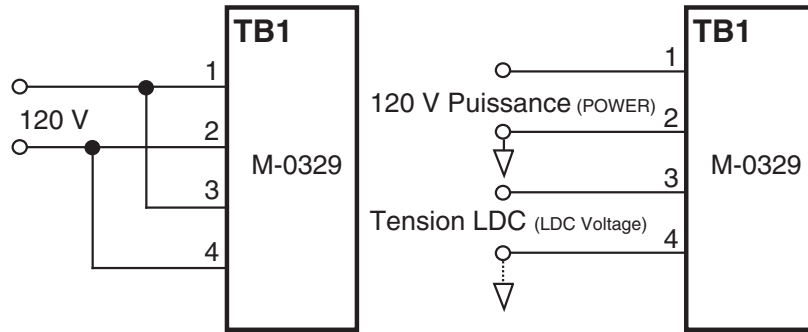 TB1
1
120 V
2
M-0329
3
4
TB1
1
120 V Puissance (POWER)
2
M-0329
3
Tension LDC (LDC Voltage)
4